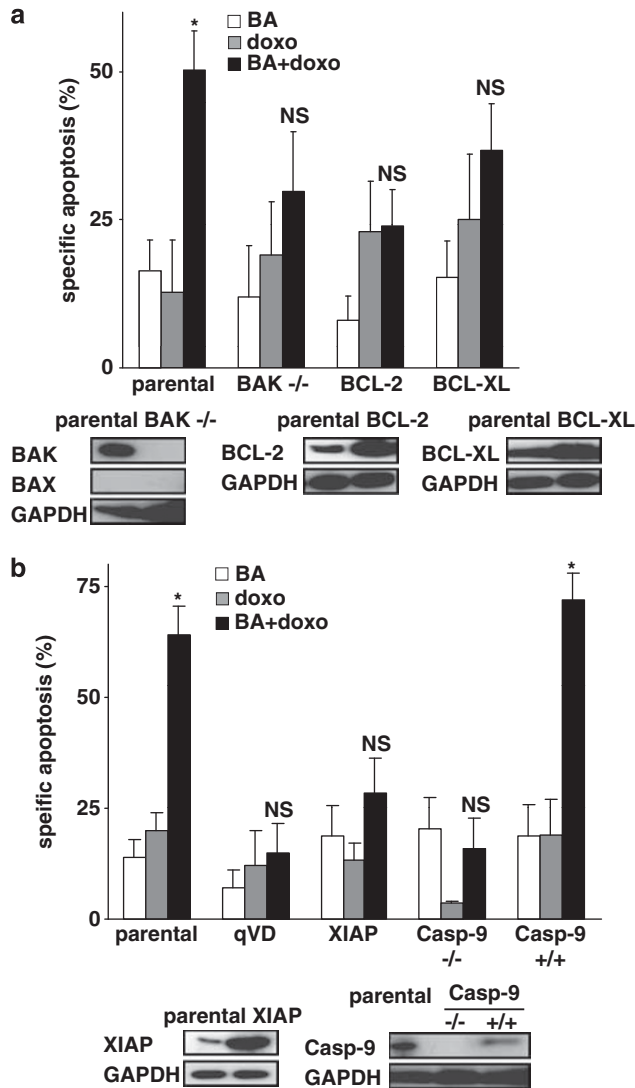 a
BA
doxo
BA+doxo
specific apoptosis (%)
50
25
0
*
NS
NS
NS
parental BAK -/- BCL-2 BCL-XL
parental BAK -/-
BAK
BAX
GAPDH
parental BCL-2
BCL-2
GAPDH
parental BCL-XL
BCL-XL
GAPDH
b
BA
doxo
BA+doxo
speific apoptosis (%)
75
50
25
0
*
NS
NS
NS
*
parental qVD XIAP Casp-9 Casp-9
-/- +/+
parental XIAP
XIAP
GAPDH
parental Casp-9
-/- +/+
Casp-9
GAPDH